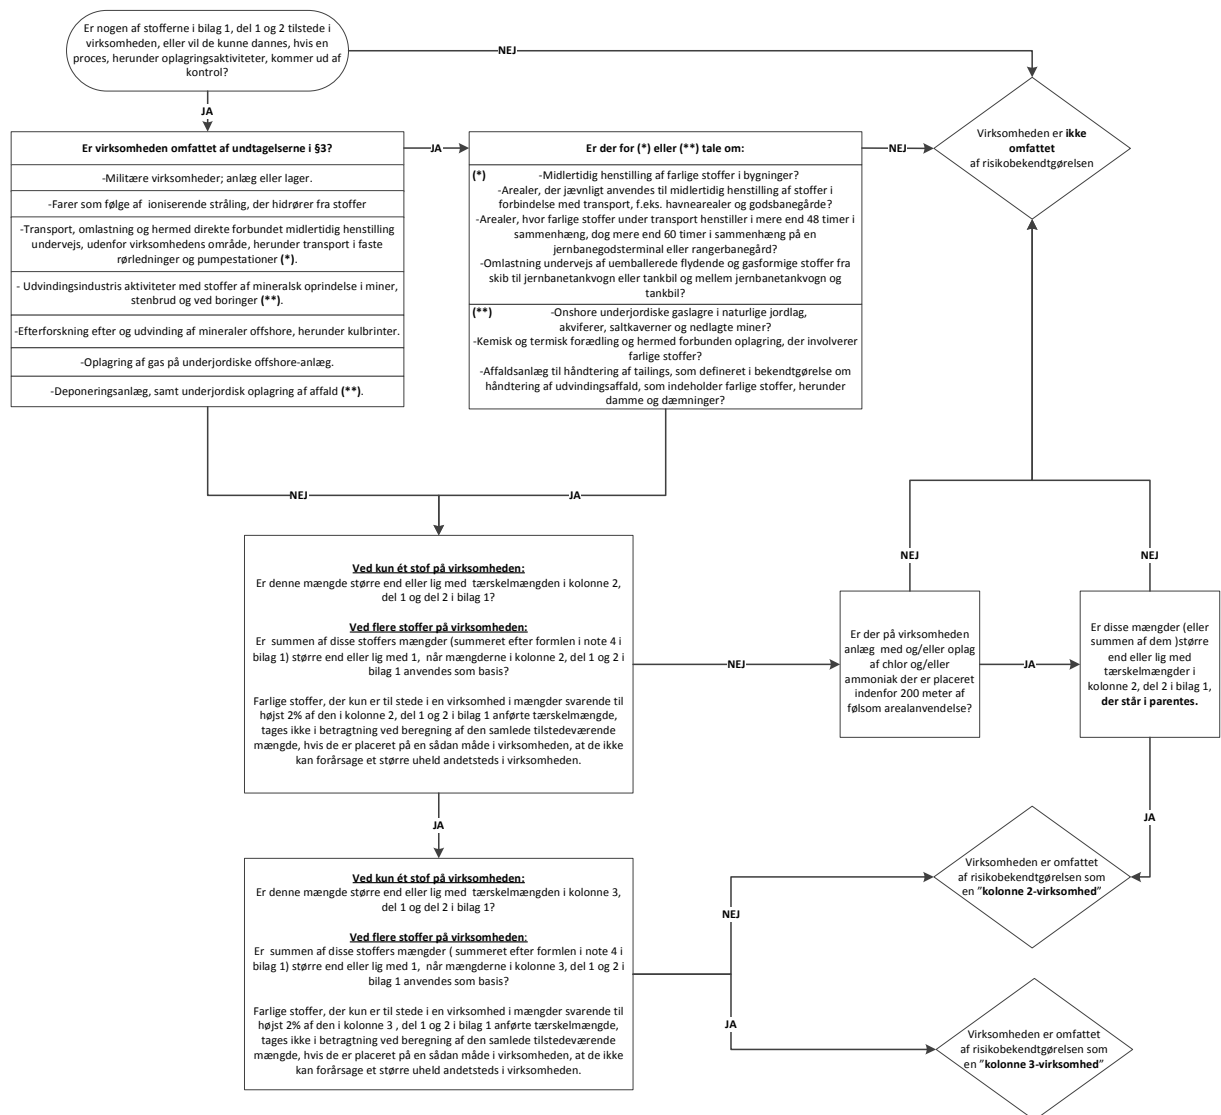 Er nogen af stofferne i bilag 1, del 1 og 2 tilstede i
virksomheden, eller vil de kunne dannes, hvis en
proces, herunder oplagringsaktiviteter, kommer ud af
kontrol?
NEJ
JA
Virksomheden er ikke
omfattet
af risikobekendtgørelsen
Er virksomheden omfattet af undtagelserne i §3?
-Militære virksomheder; anlæg eller lager.
-Farer som følge af ioniserende stråling, der hidrører fra stoffer
-Transport, omlastning og hermed direkte forbundet midlertidig henstilling
undervejs, udenfor virksomhedens område, herunder transport i faste
rørledninger og pumpestationer (*).
- Udvindingsindustris aktiviteter med stoffer af mineralsk oprindelse i miner,
stenbrud og ved boringer (**).
-Efterforskning efter og udvinding af mineraler offshore, herunder kulbrinter.
-Oplagring af gas på underjordiske offshore-anlæg.
-Deponeringsanlæg, samt underjordisk oplagring af affald (**).
JA
Er der for (*) eller (**) tale om:
(*) -Midlertidig henstilling af farlige stoffer i bygninger?
-Arealer, der jævnligt anvendes til midlertidig henstilling af stoffer i
forbindelse med transport, f.eks. havnearealer og godsbanegårde?
-Arealer, hvor farlige stoffer under transport henstiller i mere end 48 timer i
sammenhæng, dog mere end 60 timer i sammenhæng på en
jernbanegodsterminal eller rangerbanegård?
-Omlastning undervejs af uemballerede flydende og gasformige stoffer fra
skib til jernbanetankvogn eller tankbil og mellem jernbanetankvogn og
tankbil?
(**) -Onshore underjordiske gaslagre i naturlige jordlag,
akviferer, saltkaverner og nedlagte miner?
-Kemisk og termisk forædling og hermed forbunden oplagring, der involverer
farlige stoffer?
-Affaldsanlæg til håndtering af tailings, som defineret i bekendtgørelse om
håndtering af udvindingsaffald, som indeholder farlige stoffer, herunder
damme og dæmninger?
NEJ
NEJ
JA
Ved kun ét stof på virksomheden:
Er denne mængde større end eller lig med tærskelmængden i kolonne 2,
del 1 og del 2 i bilag 1?
Ved flere stoffer på virksomheden:
Er summen af disse stoffers mængder (summeret efter formlen i note 4 i
bilag 1) større end eller lig med 1, når mængderne i kolonne 2, del 1 og 2 i
bilag 1 anvendes som basis?
Farlige stoffer, der kun er til stede i en virksomhed i mængder svarende til
højst 2% af den i kolonne 2, del 1 og 2 i bilag 1 anførte tærskelmængde,
tages ikke i betragtning ved beregning af den samlede tilstedeværende
mængde, hvis de er placeret på en sådan måde i virksomheden, at de ikke
kan forårsage et større uheld andetsteds i virksomheden.
NEJ
Er der på virksomheden
anlæg med og/eller oplag
af chlor og/eller
ammoniak der er placeret
indenfor 200 meter af
følsom arealanvendelse?
NEJ
JA
Er disse mængder (eller
summen af dem )større
end eller lig med
tærskelmængder i
kolonne 2, del 2 i bilag 1,
der står i parentes.
NEJ
JA
JA
Ved kun ét stof på virksomheden:
Er denne mængde større end eller lig med tærskelmængden i kolonne 3,
del 1 og del 2 i bilag 1?
Ved flere stoffer på virksomheden:
Er summen af disse stoffers mængder ( summeret efter formlen i note 4 i
bilag 1) større end eller lig med 1, når mængderne i kolonne 3, del 1 og 2 i
bilag 1 anvendes som basis?
Farlige stoffer, der kun er til stede i en virksomhed i mængder svarende til
højst 2% af den i kolonne 3 , del 1 og 2 i bilag 1 anførte tærskelmængde,
tages ikke i betragtning ved beregning af den samlede tilstedeværende
mængde, hvis de er placeret på en sådan måde i virksomheden, at de ikke
kan forårsage et større uheld andetsteds i virksomheden.
NEJ
Virksomheden er omfattet
af risikobekendtgørelsen som
en ”kolonne 2-virksomhed”
JA
Virksomheden er omfattet
af risikobekendtgørelsen som
en ”kolonne 3-virksomhed”